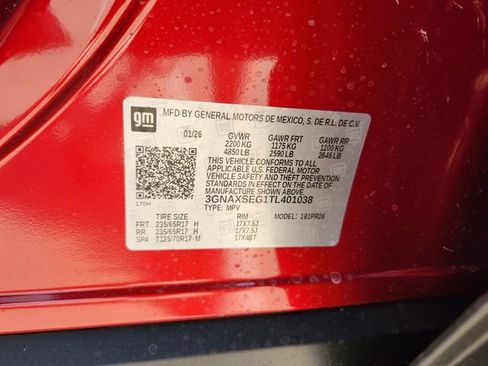 gm
MFD BY GENERAL MOTORS DE MEXICO, S. DE R.L. DE C.V.
01/26 GVWR GAWR FRT GAWR RR
2200 KG 1175 KG 1200 KG
4850 LB 2590 LB 2645 LB
THIS VEHICLE CONFORMS TO ALL
APPLICABLE U.S. FEDERAL MOTOR
VEHICLE SAFETY, BUMPER, AND THEFT
PREVENTION STANDARDS IN EFFECT ON
THE DATE OF MANUFACTURE SHOWN ABOVE.
3GNAXSEG1TL401038
170H TYPE: MPV
TIRE SIZE RIM MODEL: 1PR26
FRT 235/65R17 H 17X7.5J
RR 235/65R17 H 17X7.5J
SPA T125/70R17 M 17X4BT